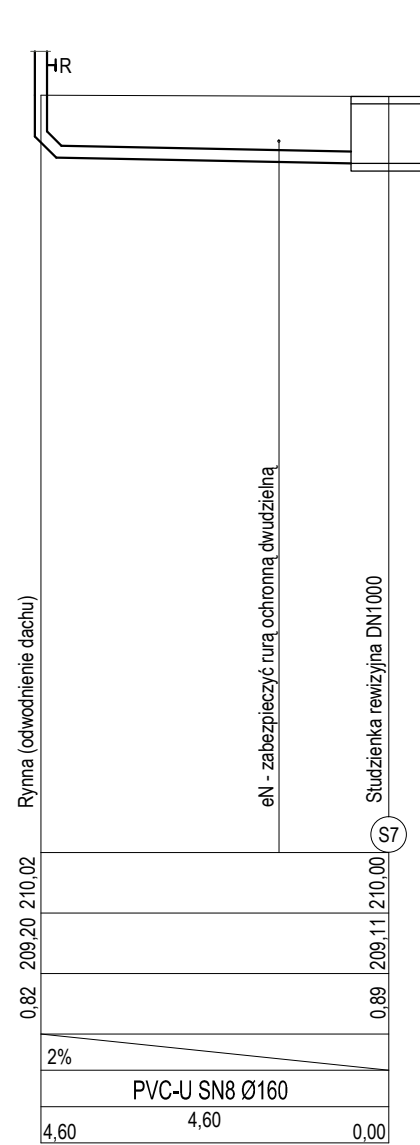 R
Rynna (odwodnienie dachu)
eN - zabezpieczyć rurą ochronną dwudzielną
Studzienka rewizyjna DN1000
S7
210,02
210,00
209,20
209,11
0,82
0,89
2%
PVC-U SN8 Ø160
4,60
4,60
0,00